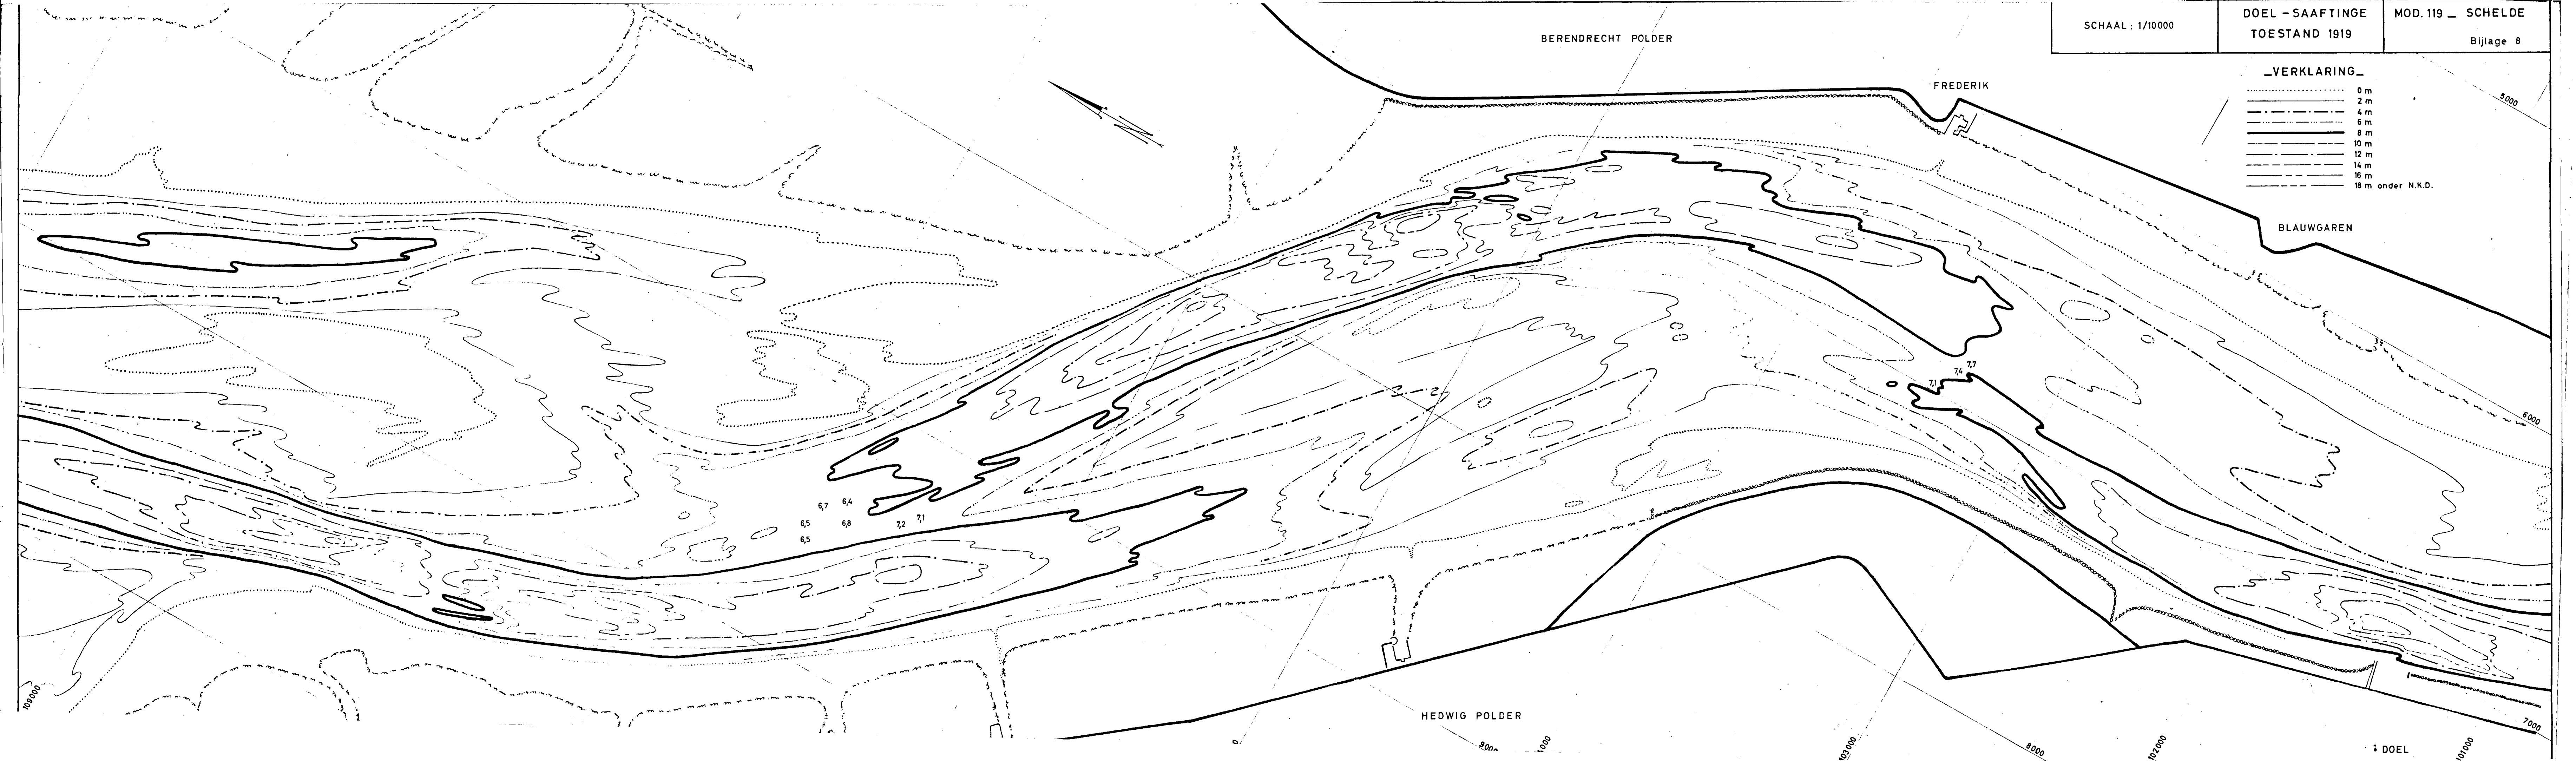 SCHAAL : 1/10000
DOEL – SAAFTINGE
TOESTAND 1919
MOD. 119 _ SCHELDE
Bijlage 8
_VERKLARING_
0 m
2 m
4 m
6 m
8 m
10 m
12 m
14 m
16 m
18 m onder N.K.D.
BERENDRECHT POLDER
FREDERIK
BLAUWGAREN
5000
6000
7,7
7,4
7,1
6,7
6,4
6,5
6,8
7,2
7,1
6,5
N
HEDWIG POLDER
DOEL
7000
8000
9000
101000
102000
103000